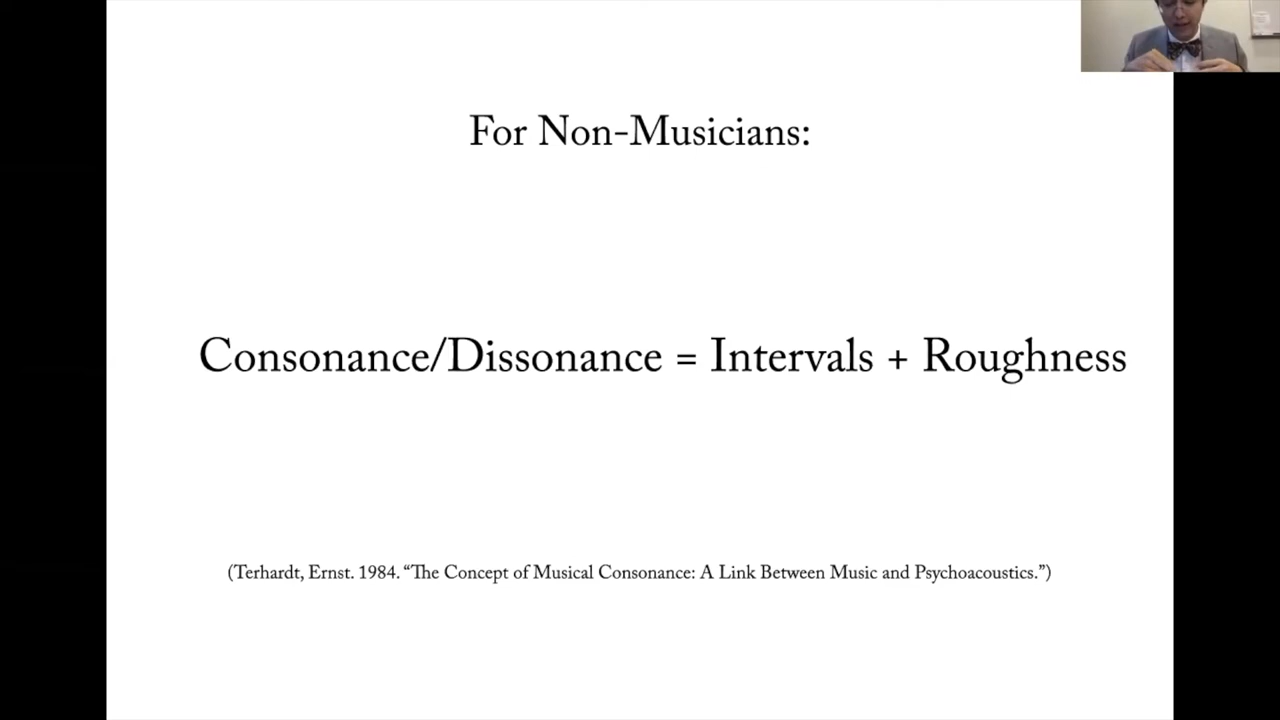 For Non-Musicians:
Consonance/Dissonance = Intervals + Roughness
(Terhardt, Ernst. 1984. “The Concept of Musical Consonance: A Link Between Music and Psychoacoustics.”)